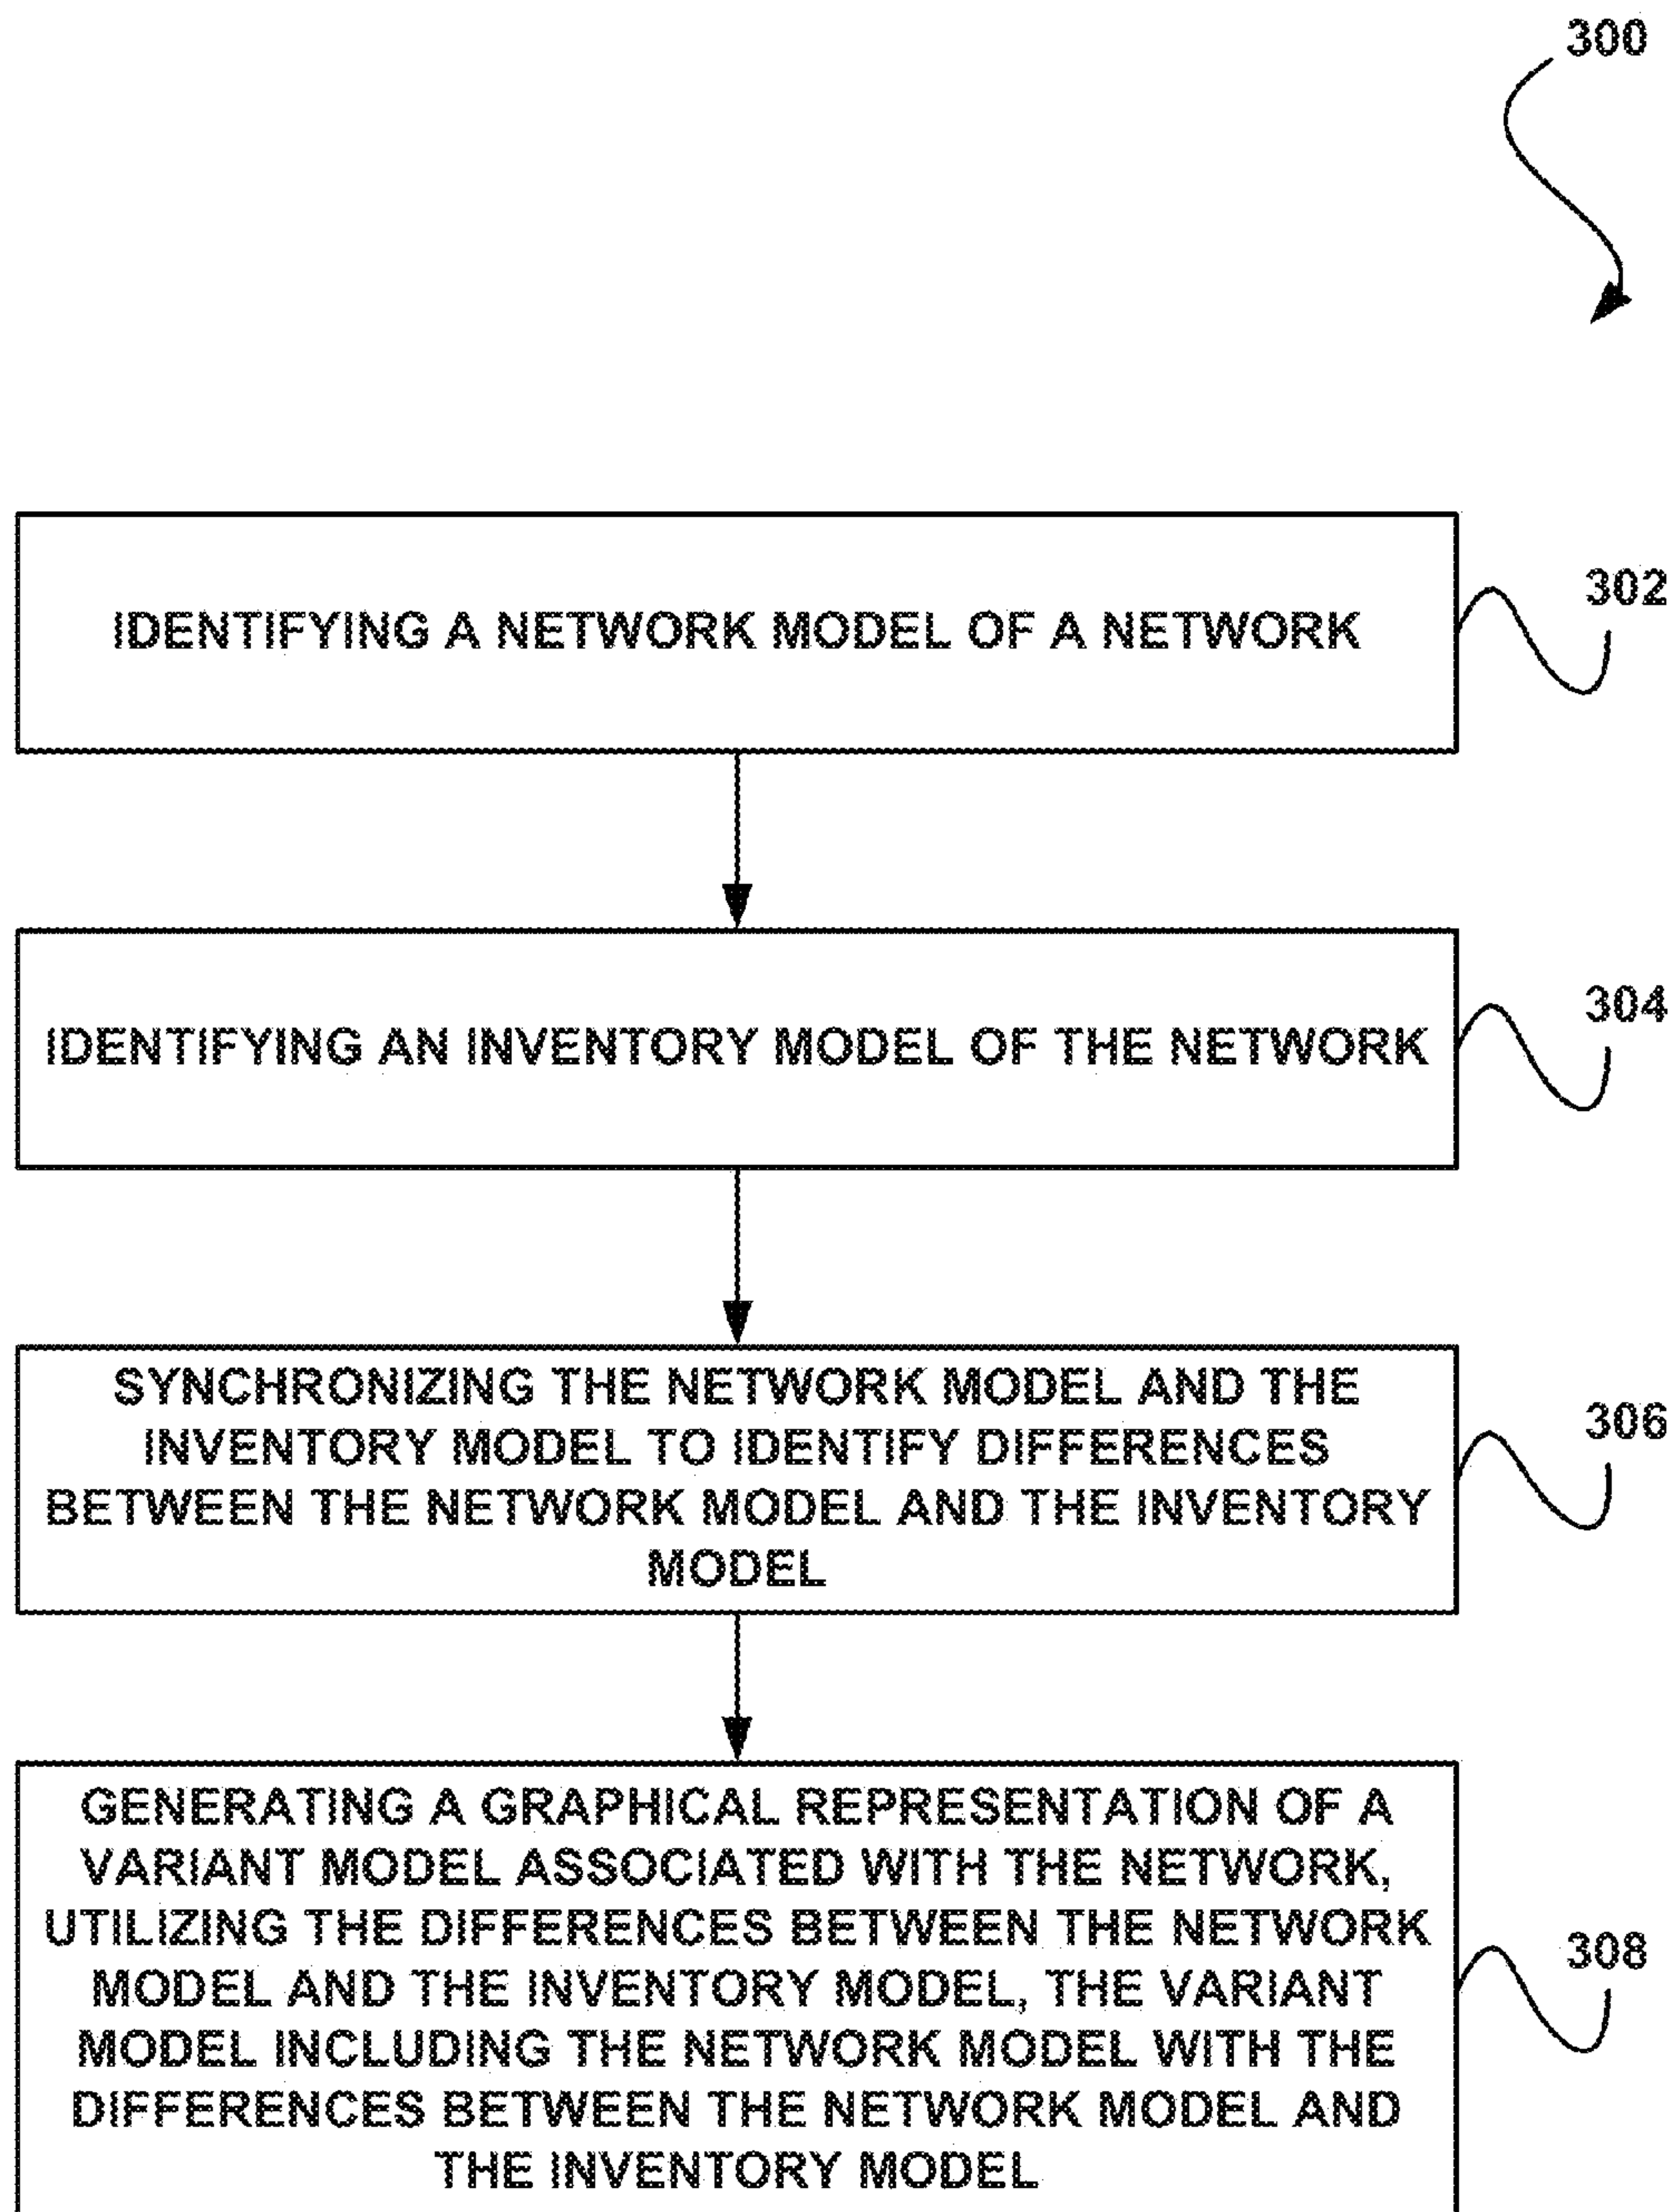 300
IDENTIFYING A NETWORK MODEL OF A NETWORK
302
IDENTIFYING AN INVENTORY MODEL OF THE NETWORK
304
SYNCHRONIZING THE NETWORK MODEL AND THE
INVENTORY MODEL TO IDENTIFY DIFFERENCES
BETWEEN THE NETWORK MODEL AND THE INVENTORY
MODEL
306
GENERATING A GRAPHICAL REPRESENTATION OF A
VARIANT MODEL ASSOCIATED WITH THE NETWORK,
UTILIZING THE DIFFERENCES BETWEEN THE NETWORK
MODEL AND THE INVENTORY MODEL, THE VARIANT
MODEL INCLUDING THE NETWORK MODEL WITH THE
DIFFERENCES BETWEEN THE NETWORK MODEL AND
THE INVENTORY MODEL
308